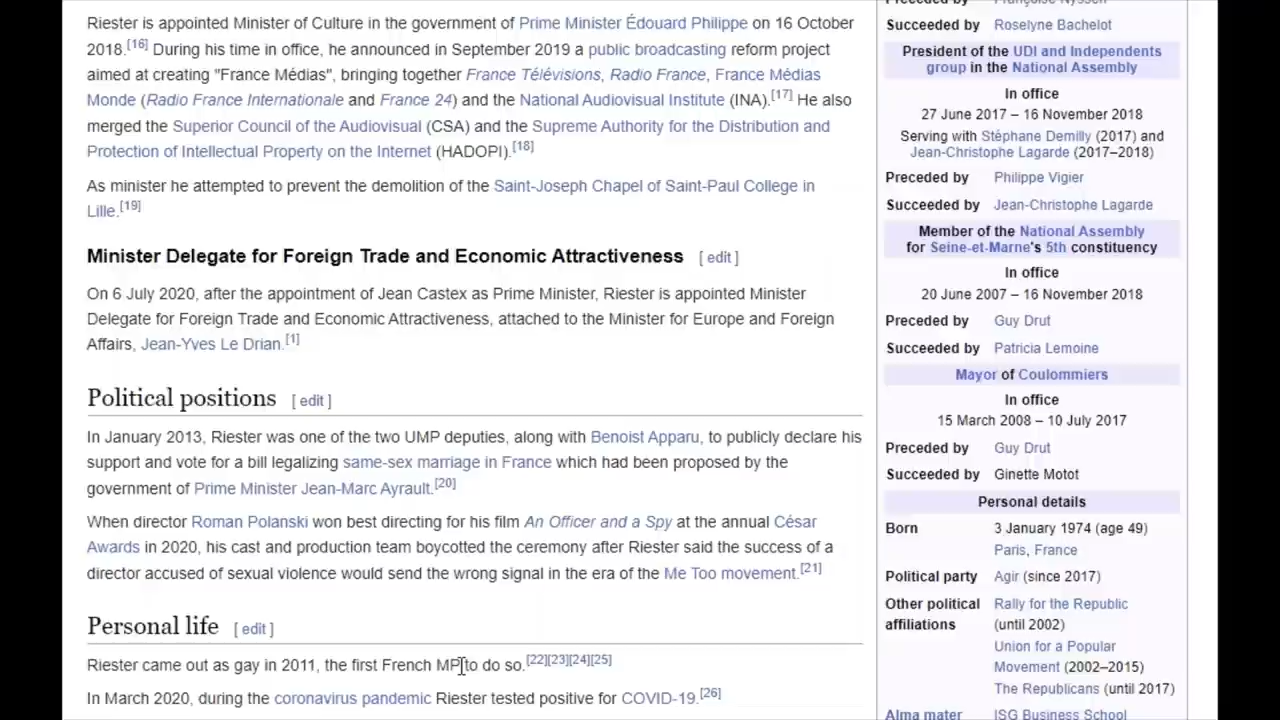 Riester is appointed Minister of Culture in the government of Prime Minister Édouard Philippe on 16 October
2018.[16] During his time in office, he announced in September 2019 a public broadcasting reform project
aimed at creating "France Médias", bringing together France Télévisions, Radio France, France Médias
Monde (Radio France Internationale and France 24) and the National Audiovisual Institute (INA).[17] He also
merged the Superior Council of the Audiovisual (CSA) and the Supreme Authority for the Distribution and
Protection of Intellectual Property on the Internet (HADOPI).[18]
As minister he attempted to prevent the demolition of the Saint-Joseph Chapel of Saint-Paul College in
Lille.[19]
Minister Delegate for Foreign Trade and Economic Attractiveness [ edit ]
On 6 July 2020, after the appointment of Jean Castex as Prime Minister, Riester is appointed Minister
Delegate for Foreign Trade and Economic Attractiveness, attached to the Minister for Europe and Foreign
Affairs, Jean-Yves Le Drian.[1]
Political positions [ edit ]
In January 2013, Riester was one of the two UMP deputies, along with Benoist Apparu, to publicly declare his
support and vote for a bill legalizing same-sex marriage in France which had been proposed by the
government of Prime Minister Jean-Marc Ayrault.[20]
When director Roman Polanski won best directing for his film An Officer and a Spy at the annual César
Awards in 2020, his cast and production team boycotted the ceremony after Riester said the success of a
director accused of sexual violence would send the wrong signal in the era of the Me Too movement.[21]
Personal life [ edit ]
Riester came out as gay in 2011, the first French MP to do so.[22][23][24][25]
In March 2020, during the coronavirus pandemic Riester tested positive for COVID-19.[26]
Preceded by Françoise Nyssen
Succeeded by Roselyne Bachelot
President of the UDI and Independents
group in the National Assembly
In office
27 June 2017 – 16 November 2018
Serving with Stéphane Demilly (2017) and
Jean-Christophe Lagarde (2017–2018)
Preceded by Philippe Vigier
Succeeded by Jean-Christophe Lagarde
Member of the National Assembly
for Seine-et-Marne's 5th constituency
In office
20 June 2007 – 16 November 2018
Preceded by Guy Drut
Succeeded by Patricia Lemoine
Mayor of Coulommiers
In office
15 March 2008 – 10 July 2017
Preceded by Guy Drut
Succeeded by Ginette Motot
Personal details
Born 3 January 1974 (age 49)
Paris, France
Political party Agir (since 2017)
Other political Rally for the Republic
affiliations (until 2002)
Union for a Popular
Movement (2002–2015)
The Republicans (until 2017)
Alma mater ISG Business School